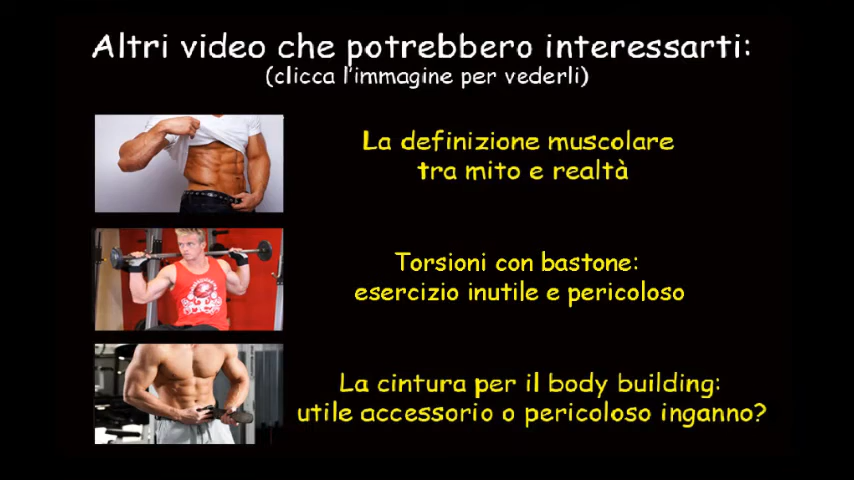 Altri video che potrebbero interessarti:
(clicca l'immagine per vederli)
La definizione muscolare
tra mito e realtà
Torsioni con bastone:
esercizio inutile e pericoloso
La cintura per il body building:
utile accessorio o pericoloso inganno?